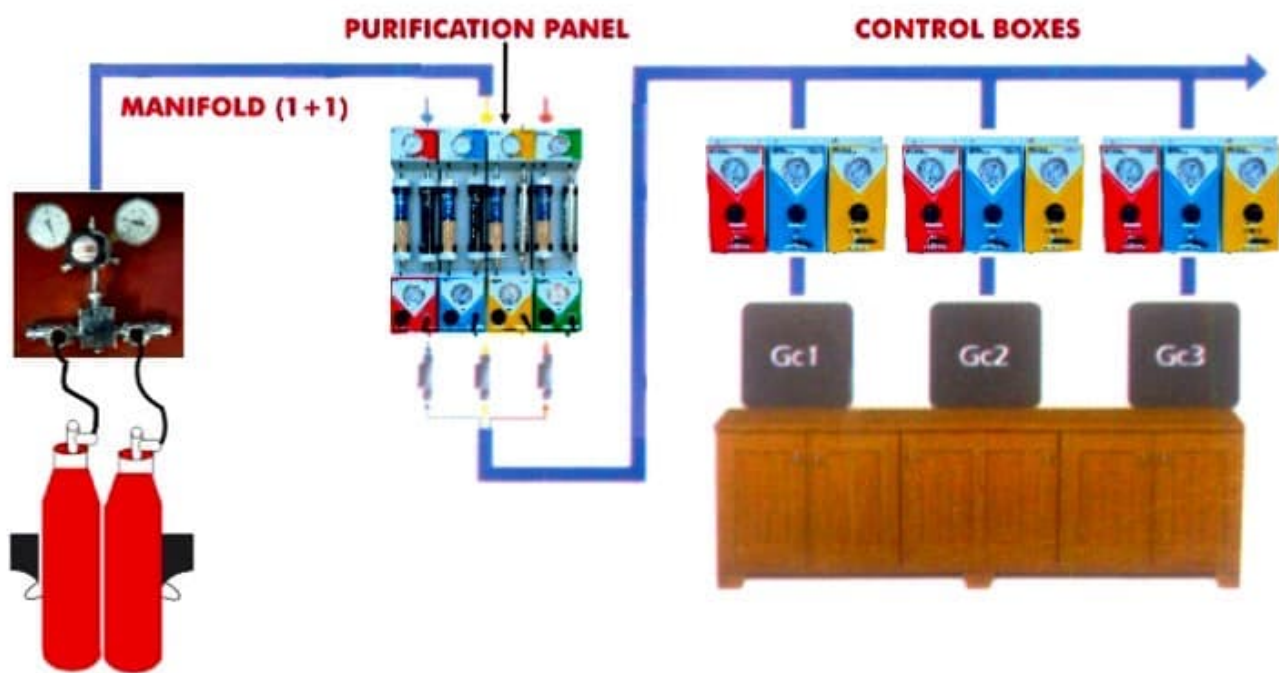 PURIFICATION PANEL
CONTROL BOXES
MANIFOLD (1+1)
Gc1
Gc2
Gc3